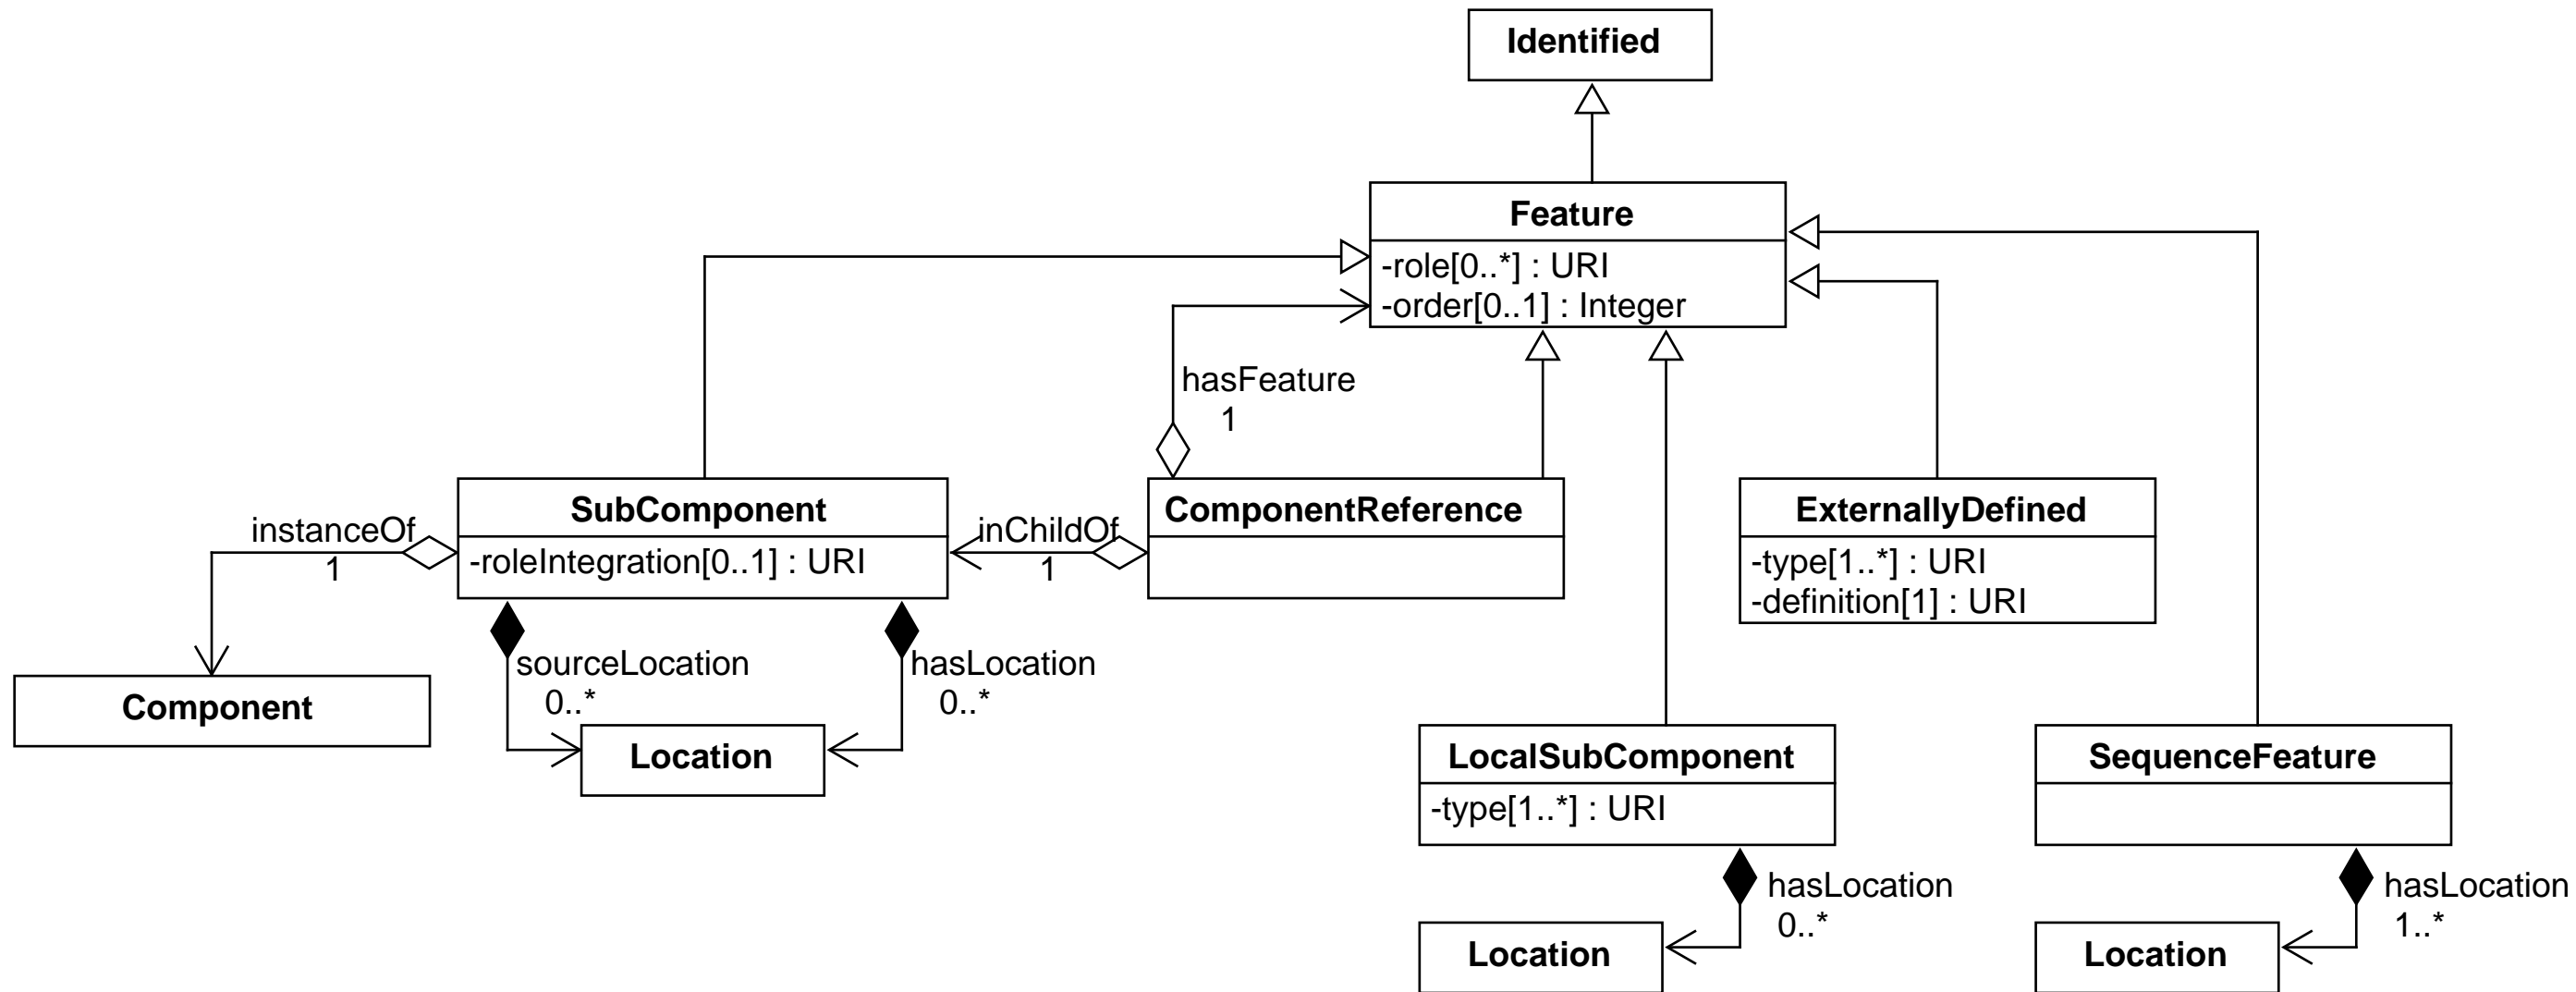 Identified
Feature
-role[0..*] : URI
-order[0..1] : Integer
hasFeature
1
SubComponent
-roleIntegration[0..1] : URI
instanceOf
1
inChildOf
1
ComponentReference
ExternallyDefined
-type[1..*] : URI
-definition[1] : URI
sourceLocation
0..*
hasLocation
0..*
Component
Location
LocalSubComponent
-type[1..*] : URI
SequenceFeature
hasLocation
0..*
hasLocation
1..*
Location
Location